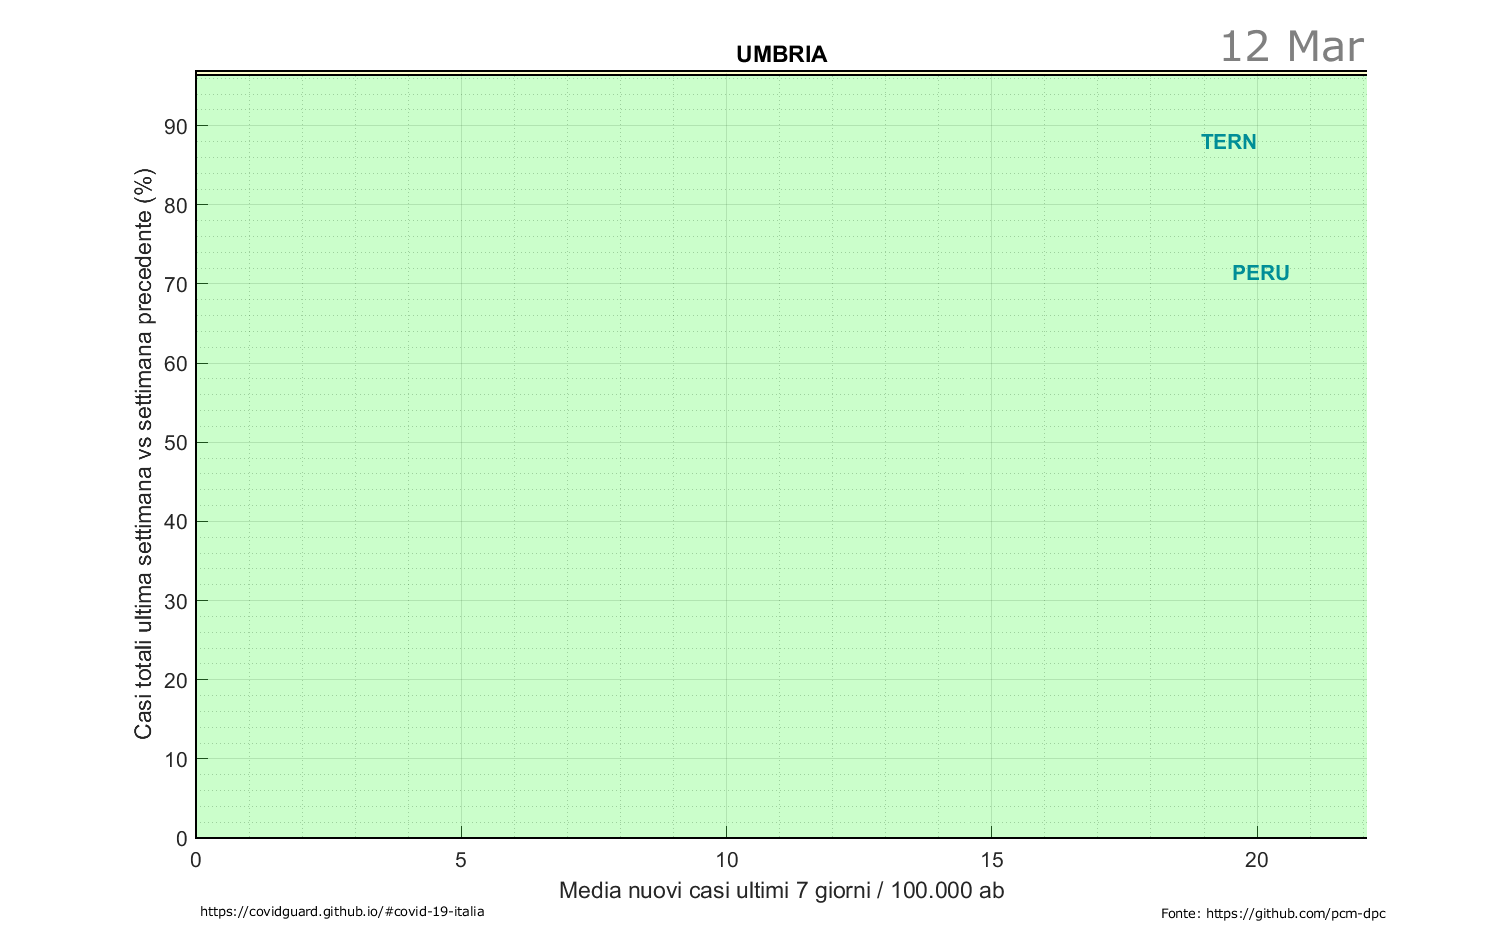 UMBRIA
12 Mar
Casi totali ultima settimana vs settimana precedente (%)
90
80
70
60
50
40
30
20
10
0
TERN
PERU
0 5 10 15 20
Media nuovi casi ultimi 7 giorni / 100.000 ab
https://covidguard.github.io/#covid-19-italia
Fonte: https://github.com/pcm-dpc